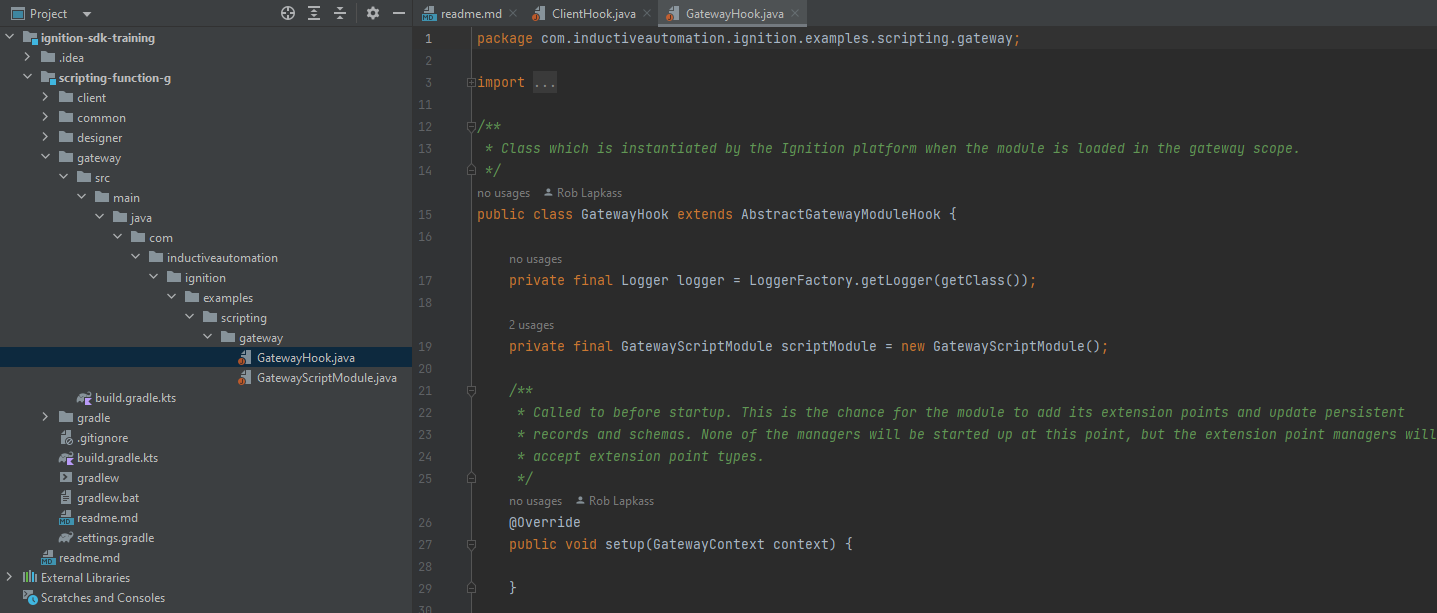 Project
ignition-sdk-training
.idea
scripting-function-g
client
common
designer
gateway
src
main
java
com
inductiveautomation
ignition
examples
scripting
gateway
GatewayHook.java
GatewayScriptModule.java
build.gradle.kts
gradle
.gitignore
build.gradle.kts
gradlew
gradlew.bat
readme.md
settings.gradle
readme.md
External Libraries
Scratches and Consoles
readme.md ClientHook.java GatewayHook.java
1 package com.inductiveautomation.ignition.examples.scripting.gateway;
2
3 import ...
11
12 /**
13 * Class which is instantiated by the Ignition platform when the module is loaded in the gateway scope.
14 */
no usages Rob Lapkass
15 public class GatewayHook extends AbstractGatewayModuleHook {
16
no usages
17 private final Logger logger = LoggerFactory.getLogger(getClass());
18
2 usages
19 private final GatewayScriptModule scriptModule = new GatewayScriptModule();
20
21 /**
22 * Called to before startup. This is the chance for the module to add its extension points and update persistent
23 * records and schemas. None of the managers will be started up at this point, but the extension point managers will
24 * accept extension point types.
25 */
no usages Rob Lapkass
26 @Override
27 public void setup(GatewayContext context) {
28
29 }
30